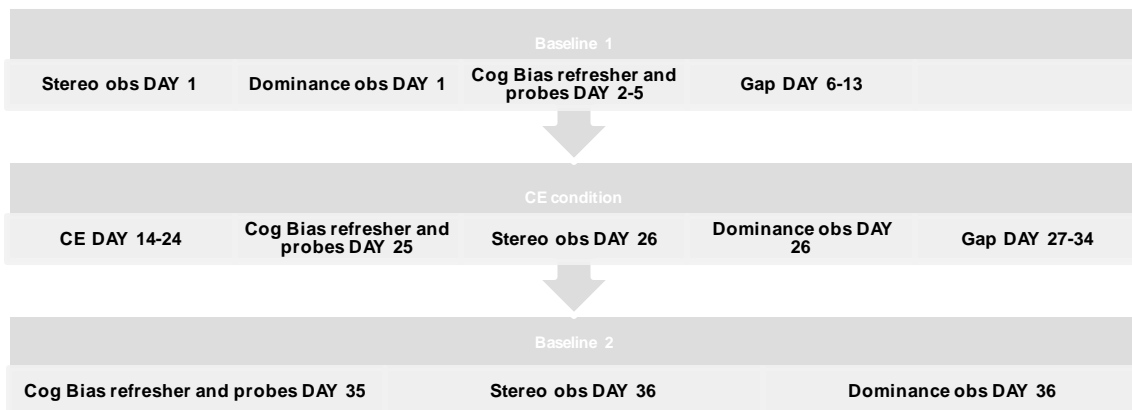 Baseline 1
Stereo obs DAY 1
Dominance obs DAY 1
Cog Bias refresher and
probes DAY 2-5
Gap DAY 6-13
CE condition
CE DAY 14-24
Cog Bias refresher and
probes DAY 25
Stereo obs DAY 26
Dominance obs DAY
26
Gap DAY 27-34
Baseline 2
Cog Bias refresher and probes DAY 35
Stereo obs DAY 36
Dominance obs DAY 36